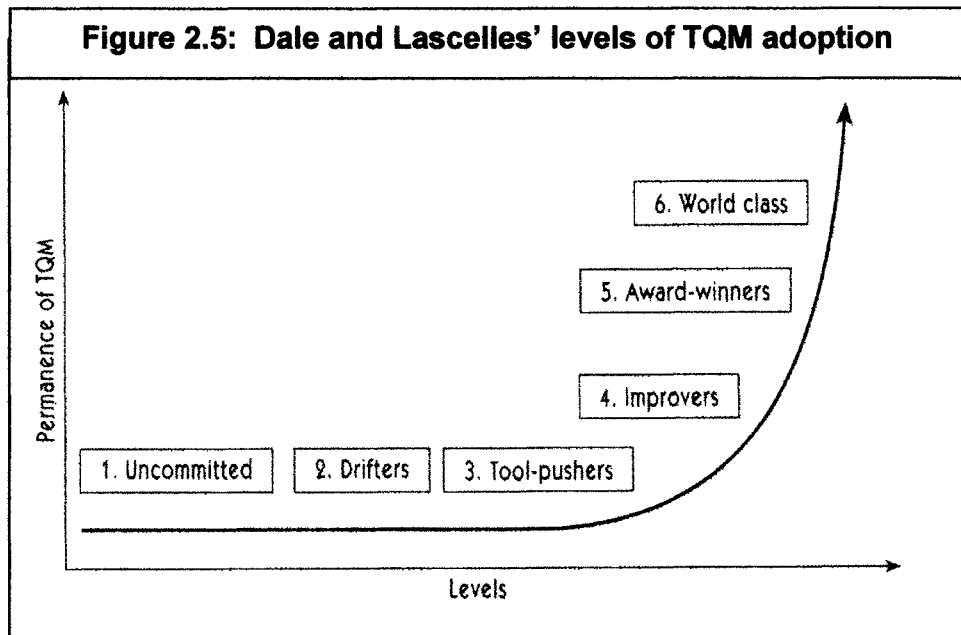 Figure 2.5: Dale and Lascelles' levels of TQM adoption
6. World class
5. Award-winners
4. Improvers
1. Uncommitted
2. Drifters
3. Tool-pushers
Permanence of TQM
Levels